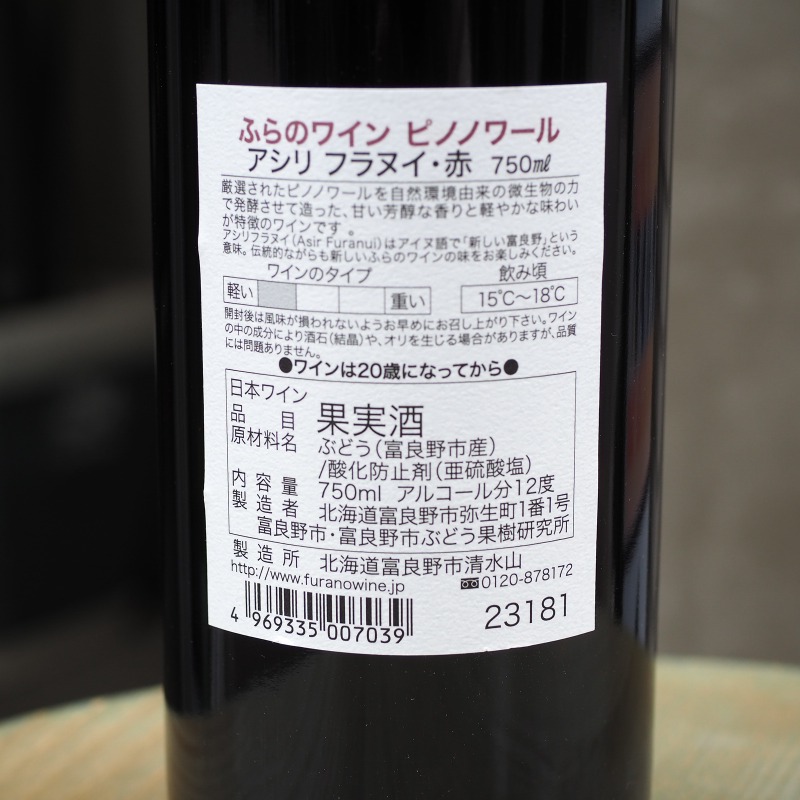 ふらのワイン ピノノワール
アシリ フラヌイ・赤 750㎖
厳選されたピノノワールを自然環境由来の微生物の力
で発酵させて造った、甘い芳醇な香りと軽やかな味わい
が特徴のワインです 。
アシリフラヌイ(Asir Furanui)はアイヌ語で「新しい富良野」という
意味。伝統的ながらも新しいふらのワインの味をお楽しみください。
ワインのタイプ 飲み頃
軽い 重い 15℃〜18℃
開封後は風味が損われないようお早めにお召し上がり下さい。ワイン
の中の成分により酒石(結晶)や、オリを生じる場合がありますが、品質
には問題ありません。
●ワインは20歳になってから●
日本ワイン
品目 果実酒
原材料名 ぶどう(富良野市産)
/酸化防止剤(亜硫酸塩)
内容量 750ml アルコール分12度
製造者 北海道富良野市弥生町1番1号
富良野市・富良野市ぶどう果樹研究所
製造所 北海道富良野市清水山
http://www.furanowine.jp 0120-878172
4 969335 007039 23181